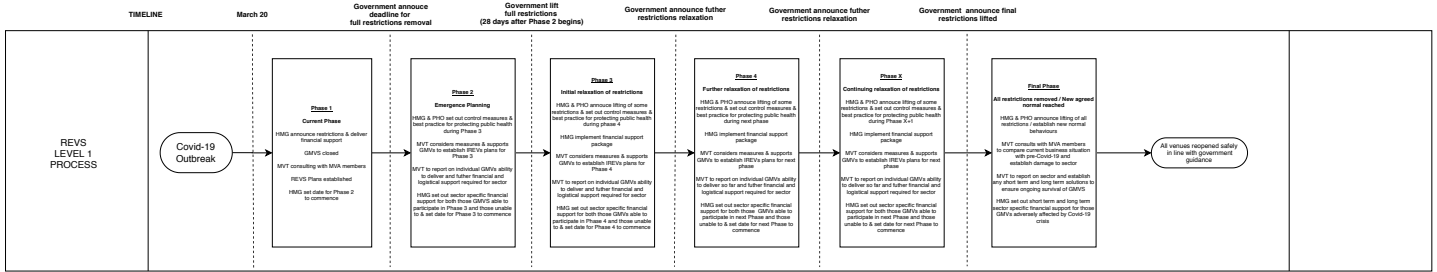 TIMELINE
March 20
Government annouce
deadline for
full restrictions removal
Government lift
full restrictions
(28 days after Phase 2 begins)
Government announce futher
restrictions relaxation
Government announce futher
restrictions relaxation
Government announce final
restrictions lifted
REVS
LEVEL 1
PROCESS
Covid-19
Outbreak
Phase 1
Current Phase
HMG announce restrictions & deliver
financial support
GMVS closed
MVT consulting with MVA members
REVS Plans established
HMG set date for Phase 2
to commence
Phase 2
Emergence Planning
HMG & PHO set out control measures &
best practice for protecting public health
during Phase 3
MVT considers measures & supports
GMVs to establish IREVs plans for
Phase 3
MVT to report on individual GMVs ability
to deliver and futher financial and
logistical support required for sector
HMG set out sector specific financial
support for both those GMVS able to
participate in Phase 3 and those unable
to & set date for Phase 3 to commence
Phase 3
Initial relaxation of restrictions
HMG & PHO annouce lifting of some
restrictions & set out control measures &
best practice for protecting public health
during phase 4
HMG implement financial support
package
MVT considers measures & supports
GMVs to establish IREVs plans for
Phase 4
MVT to report on individual GMVs ability
to deliver and futher financial and
logistical support required for sector
HMG set out sector specific financial
support for both those GMVs able to
participate in Phase 4 and those unable
to & set date for Phase 4 to commence
Phase 4
Further relaxation of restrictions
HMG & PHO annouce lifting of some
restrictions & set out control measures &
best practice for protecting public health
during next phase
HMG implement financial support
package
MVT considers measures & supports
GMVs to establish IREVs plans for next
phase
MVT to report on individual GMVs ability
to deliver so far and futher financial and
logistical support required for sector
HMG set out sector specific financial
support for both those GMVs able to
participate in next Phase and those
unable to & set date for next Phase to
commence
Phase X
Continuing relaxation of restrictions
HMG & PHO annouce lifting of some
restrictions & set out control measures &
best practice for protecting public health
during Phase X+1
HMG implement financial support
package
MVT considers measures & supports
GMVs to establish IREVs plans for next
phase
MVT to report on individual GMVs ability
to deliver so far and futher financial and
logistical support required for sector
HMG set out sector specific financial
support for both those GMVs able to
participate in next Phase and those
unable to & set date for next Phase to
commence
Final Phase
All restrictions removed / New agreed
normal reached
HMG & PHO announce lifting of all
restrictions / establish new normal
behaviours
MVT consults with MVA members
to compare current business situation
with pre-Covid-19 and
establish damage to sector
MVT to report on sector and establish
any short term and long term solutions to
ensure ongoing survival of GMVS
HMG set out short term and long term
sector specific financial support for those
GMVs adversely affected by Covid-19
crisis
All venues reopened safely
in line with government
guidance